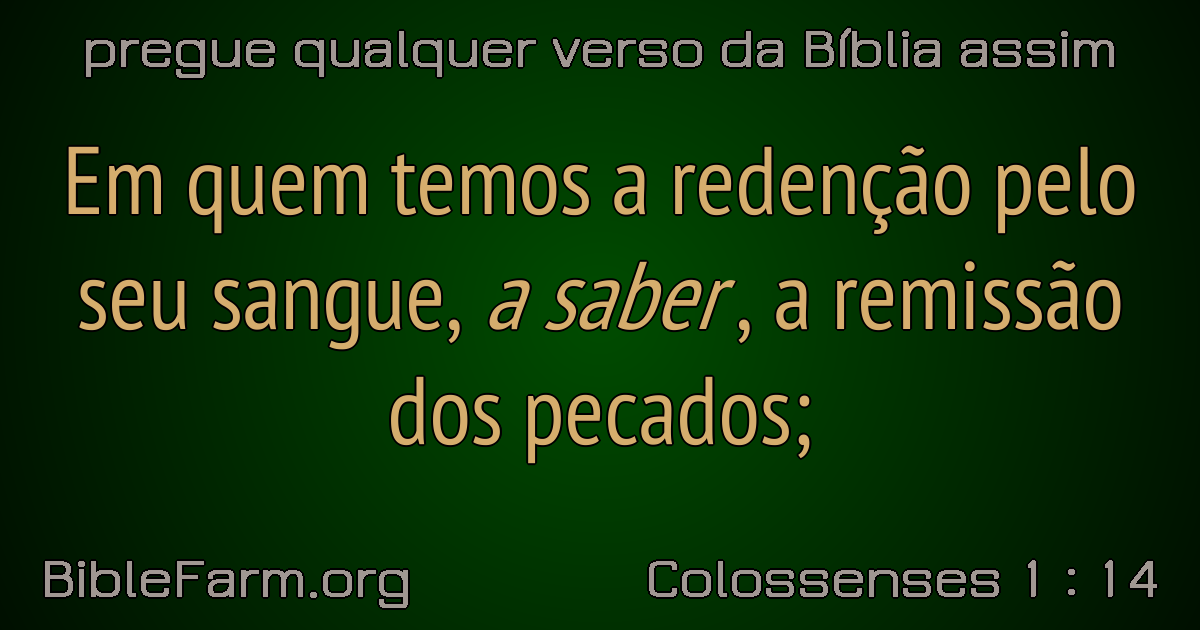 pregue qualquer verso da Bíblia assim
Em quem temos a redenção pelo
seu sangue, a saber, a remissão
dos pecados;
BibleFarm.org
Colossenses 1 : 14